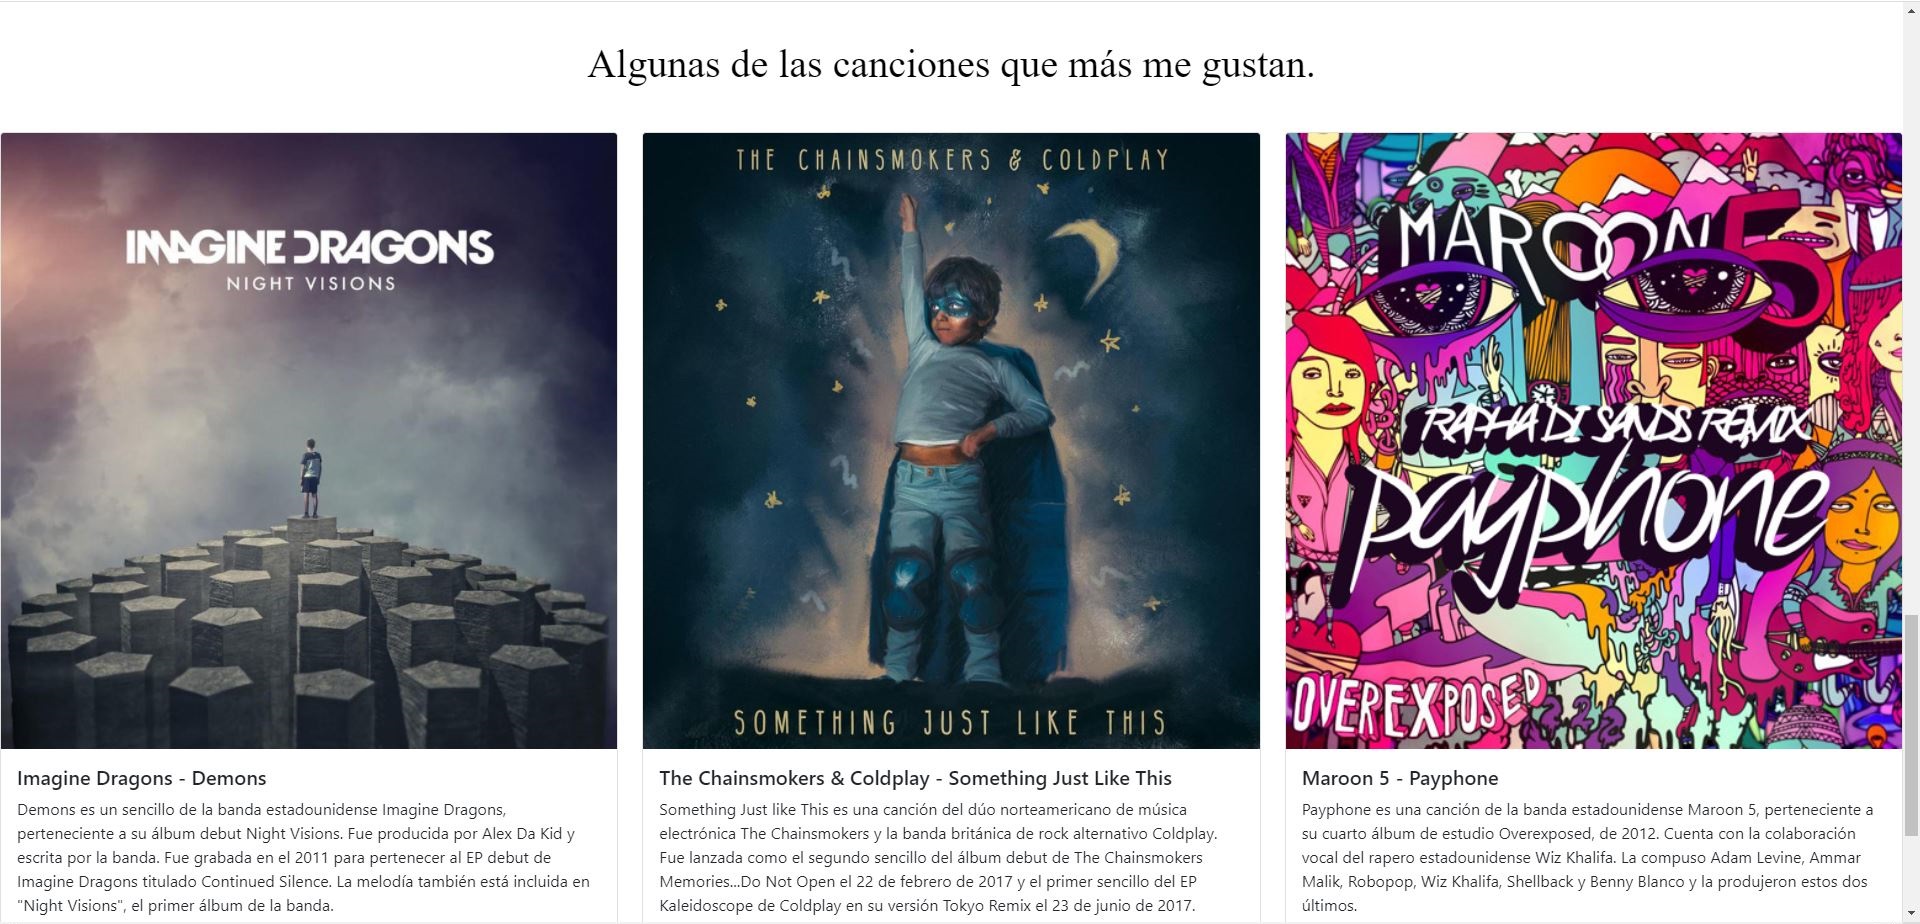 Algunas de las canciones que más me gustan.
IMAGINE DRAGONS
NIGHT VISIONS
THE CHAINSMOKERS & COLDPLAY
SOMETHING JUST LIKE THIS
MAROON 5
RAPHA DI SANDS REMIX
payphone
OVEREXPOSED
Imagine Dragons - Demons
Demons es un sencillo de la banda estadounidense Imagine Dragons,
perteneciente a su álbum debut Night Visions. Fue producida por Alex Da Kid y
escrita por la banda. Fue grabada en el 2011 para pertenecer al EP debut de
Imagine Dragons titulado Continued Silence. La melodía también está incluida en
"Night Visions", el primer álbum de la banda.
The Chainsmokers & Coldplay - Something Just Like This
Something Just like This es una canción del dúo norteamericano de música
electrónica The Chainsmokers y la banda británica de rock alternativo Coldplay.
Fue lanzada como el segundo sencillo del álbum debut de The Chainsmokers
Memories...Do Not Open el 22 de febrero de 2017 y el primer sencillo del EP
Kaleidoscope de Coldplay en su versión Tokyo Remix el 23 de junio de 2017.
Maroon 5 - Payphone
Payphone es una canción de la banda estadounidense Maroon 5, perteneciente a
su cuarto álbum de estudio Overexposed, de 2012. Cuenta con la colaboración
vocal del rapero estadounidense Wiz Khalifa. La compuso Adam Levine, Ammar
Malik, Robopop, Wiz Khalifa, Shellback y Benny Blanco y la produjeron estos dos
últimos.